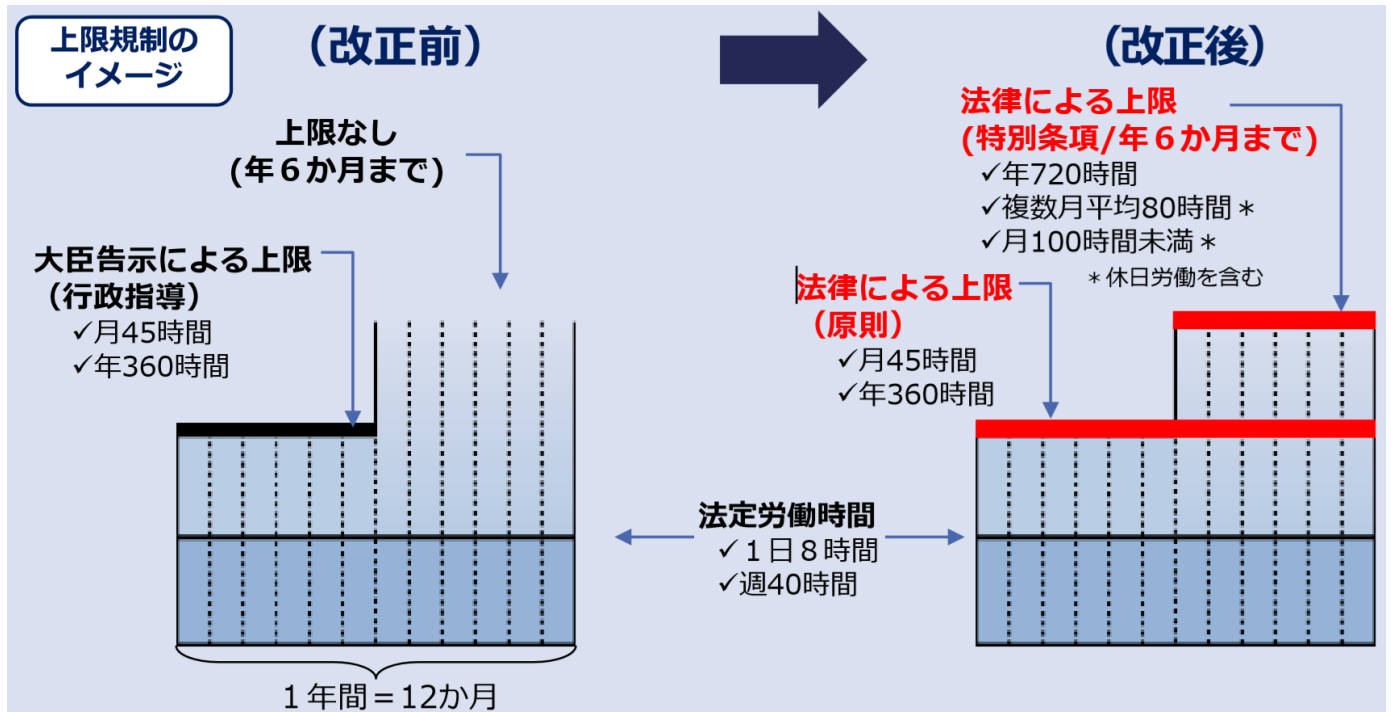 上限規制の
イメージ
（改正前）
（改正後）
上限なし
(年６か月まで)
大臣告示による上限
（行政指導）
✓月45時間
✓年360時間
法律による上限
(特別条項/年６か月まで)
✓年720時間
✓複数月平均80時間＊
✓月100時間未満＊
＊休日労働を含む
法律による上限
（原則）
✓月45時間
✓年360時間
法定労働時間
✓１日８時間
✓週40時間
１年間＝12か月